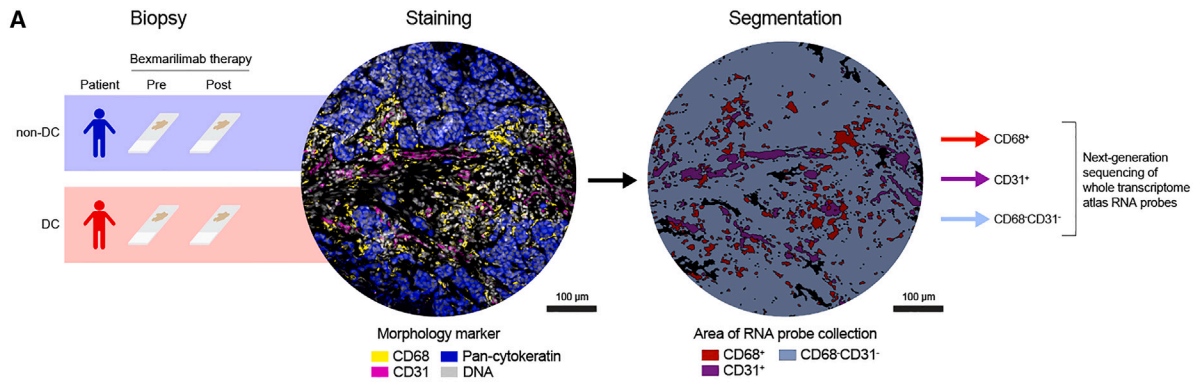 A
Biopsy
Staining
Segmentation
Bexmarilimab therapy
Patient
Pre
Post
non-DC
DC
CD68⁺
CD31⁺
CD68⁻CD31⁻
Next-generation
sequencing of
whole transcriptome
atlas RNA probes
100 µm
100 µm
Morphology marker
CD68
Pan-cytokeratin
CD31
DNA
Area of RNA probe collection
CD68⁺
CD68⁻CD31⁻
CD31⁺